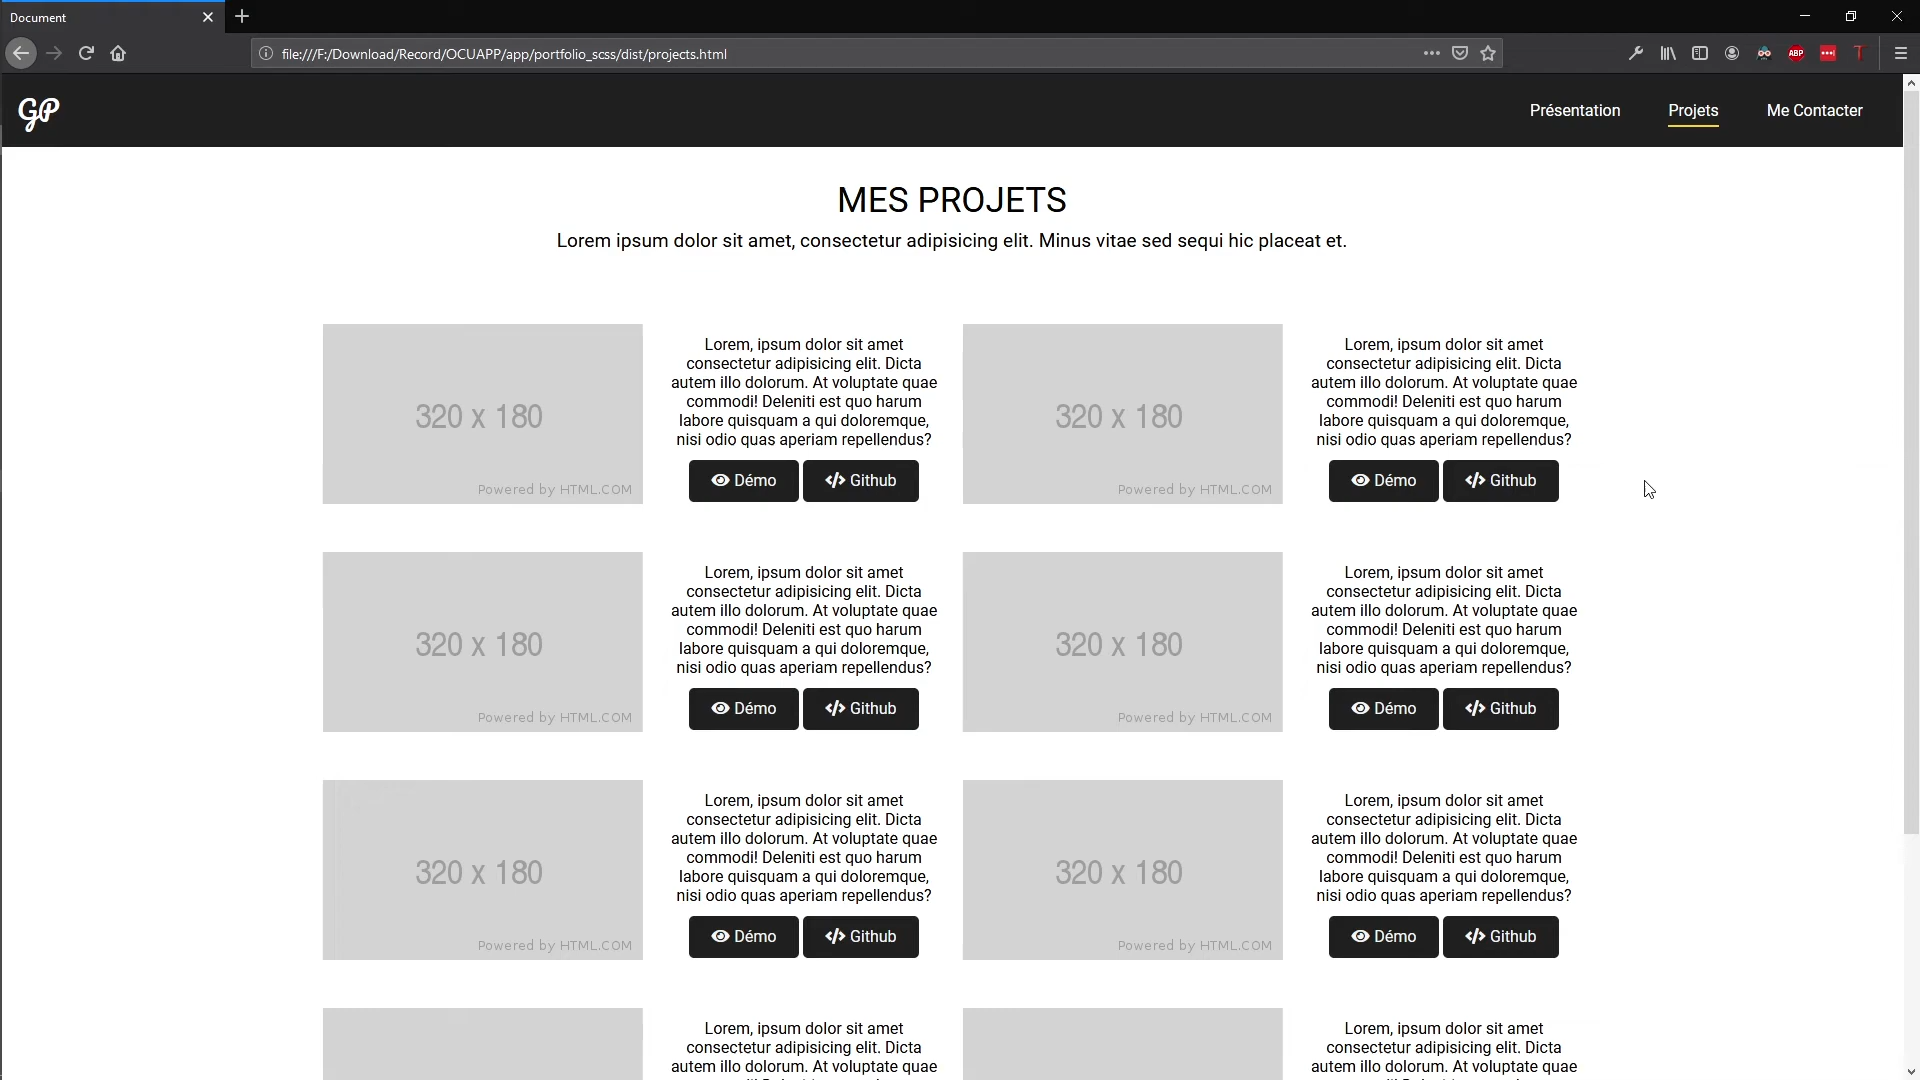 Document
file:///F:/Download/Record/OCUAPP/app/portfolio_scss/dist/projects.html
ABP
GP
Présentation
Projets
Me Contacter
MES PROJETS
Lorem ipsum dolor sit amet, consectetur adipisicing elit. Minus vitae sed sequi hic placeat et.
320 x 180
Powered by HTML.COM
Lorem, ipsum dolor sit amet
consectetur adipisicing elit. Dicta
autem illo dolorum. At voluptate quae
commodi! Deleniti est quo harum
labore quisquam a qui doloremque,
nisi odio quas aperiam repellendus?
Démo
Github
320 x 180
Powered by HTML.COM
Lorem, ipsum dolor sit amet
consectetur adipisicing elit. Dicta
autem illo dolorum. At voluptate quae
commodi! Deleniti est quo harum
labore quisquam a qui doloremque,
nisi odio quas aperiam repellendus?
Démo
Github
320 x 180
Powered by HTML.COM
Lorem, ipsum dolor sit amet
consectetur adipisicing elit. Dicta
autem illo dolorum. At voluptate quae
commodi! Deleniti est quo harum
labore quisquam a qui doloremque,
nisi odio quas aperiam repellendus?
Démo
Github
320 x 180
Powered by HTML.COM
Lorem, ipsum dolor sit amet
consectetur adipisicing elit. Dicta
autem illo dolorum. At voluptate quae
commodi! Deleniti est quo harum
labore quisquam a qui doloremque,
nisi odio quas aperiam repellendus?
Démo
Github
320 x 180
Powered by HTML.COM
Lorem, ipsum dolor sit amet
consectetur adipisicing elit. Dicta
autem illo dolorum. At voluptate quae
commodi! Deleniti est quo harum
labore quisquam a qui doloremque,
nisi odio quas aperiam repellendus?
Démo
Github
320 x 180
Powered by HTML.COM
Lorem, ipsum dolor sit amet
consectetur adipisicing elit. Dicta
autem illo dolorum. At voluptate quae
commodi! Deleniti est quo harum
labore quisquam a qui doloremque,
nisi odio quas aperiam repellendus?
Démo
Github
Lorem, ipsum dolor sit amet
consectetur adipisicing elit. Dicta
autem illo dolorum. At voluptate quae
Lorem, ipsum dolor sit amet
consectetur adipisicing elit. Dicta
autem illo dolorum. At voluptate quae